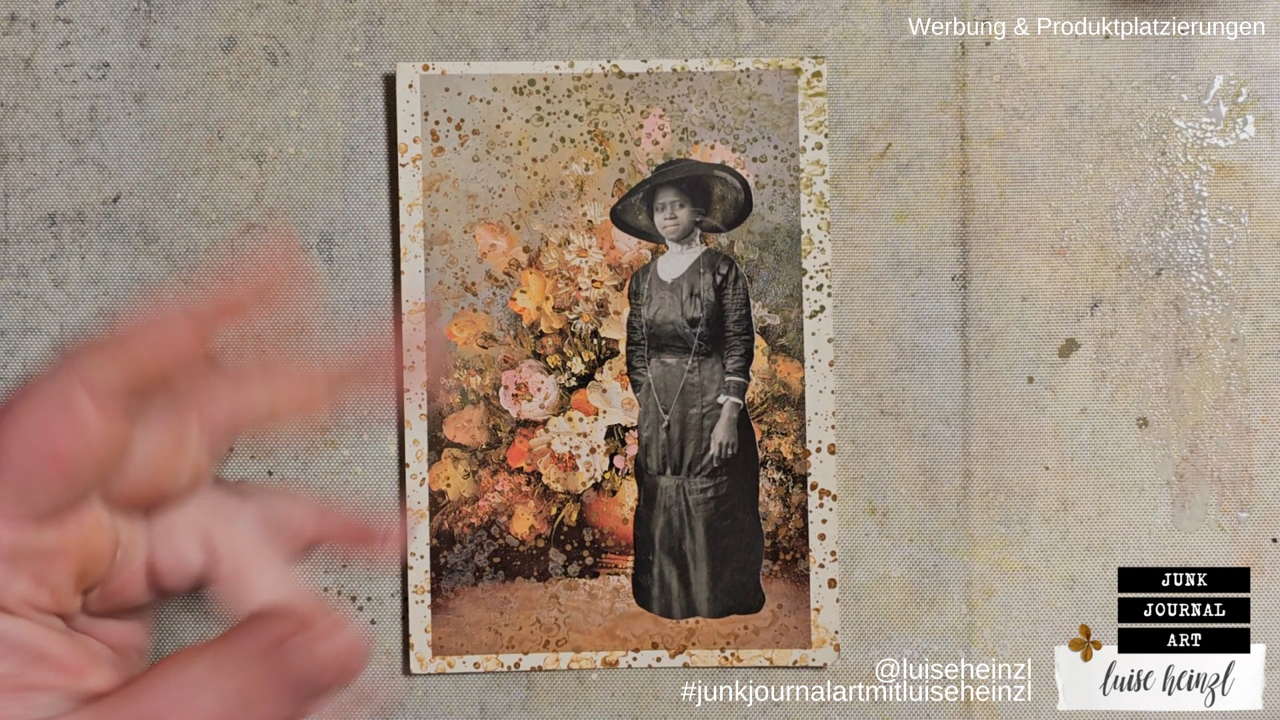 Werbung & Produktplatzierungen
JUNK
JOURNAL
ART
@luiseheinzl
luise heinzl
#junkjournalartmitluiseheinzl